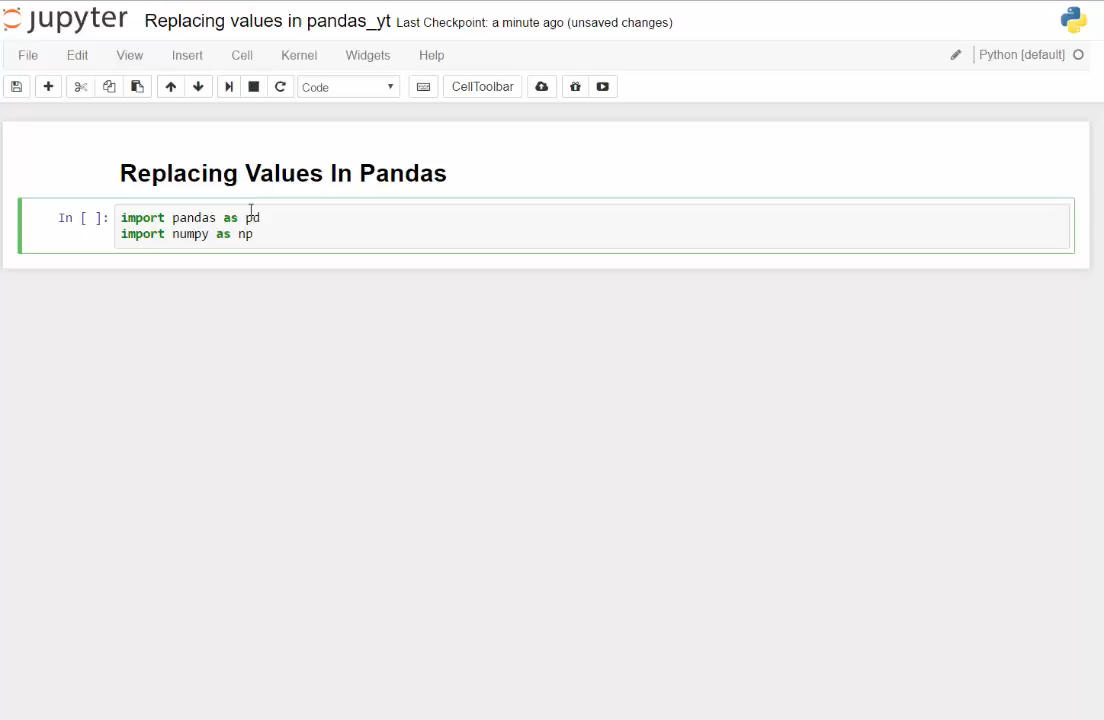 jupyter Replacing values in pandas_yt Last Checkpoint: a minute ago (unsaved changes)
File Edit View Insert Cell Kernel Widgets Help Python [default]
Code CellToolbar
Replacing Values In Pandas
In [ ]: import pandas as pd
import numpy as np